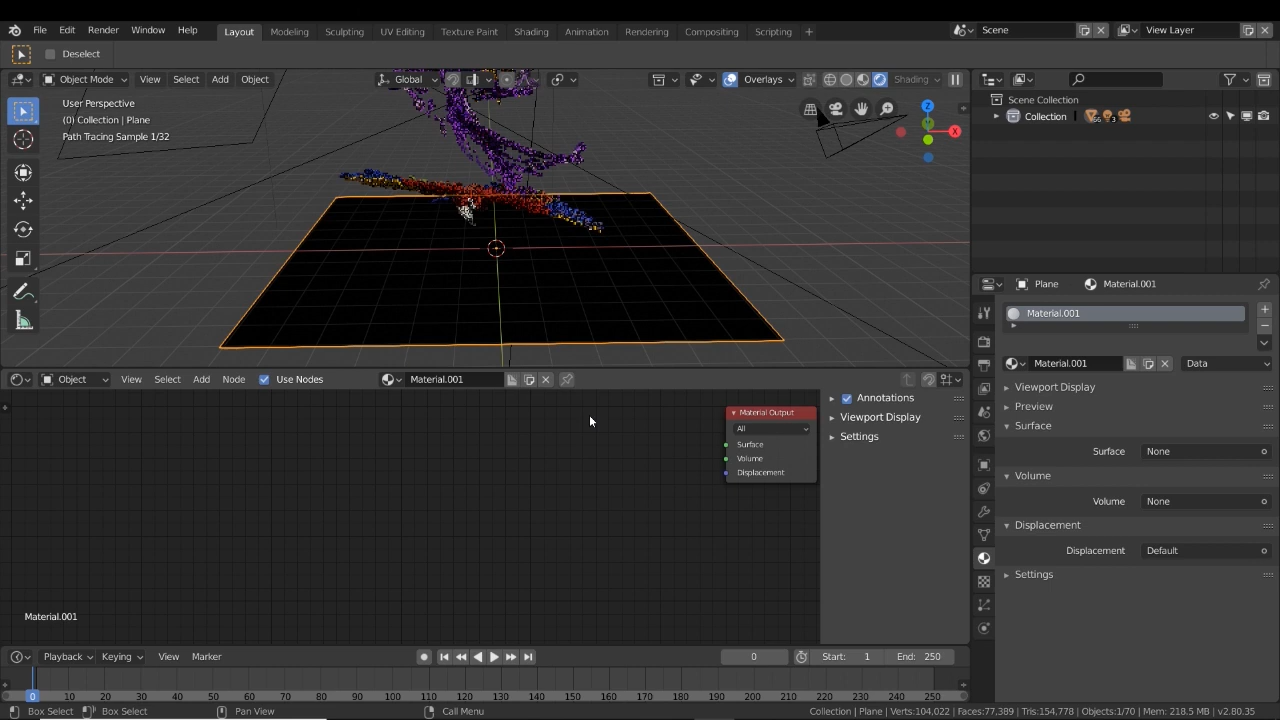 File Edit Render Window Help Layout Modeling Sculpting UV Editing Texture Paint Shading Animation Rendering Compositing Scripting + Scene View Layer
Deselect
Object Mode View Select Add Object Global Overlays Shading
User Perspective
(0) Collection | Plane
Path Tracing Sample 1/32
Z
X
Scene Collection
Collection 66 3
Plane Material.001
Material.001
Material.001 Data
Viewport Display
Preview
Surface
Surface None
Volume
Volume None
Displacement
Displacement Default
Settings
Object View Select Add Node Use Nodes Material.001
Material Output
All
Surface
Volume
Displacement
Annotations
Viewport Display
Settings
Material.001
Playback Keying View Marker 0 Start: 1 End: 250
0 10 20 30 40 50 60 70 80 90 100 110 120 130 140 150 160 170 180 190 200 210 220 230 240 250
Box Select Box Select Pan View Call Menu Collection | Plane | Verts:104,022 | Faces:77,389 | Tris:154,778 | Objects:1/70 | Mem: 218.5 MB | v2.80.35